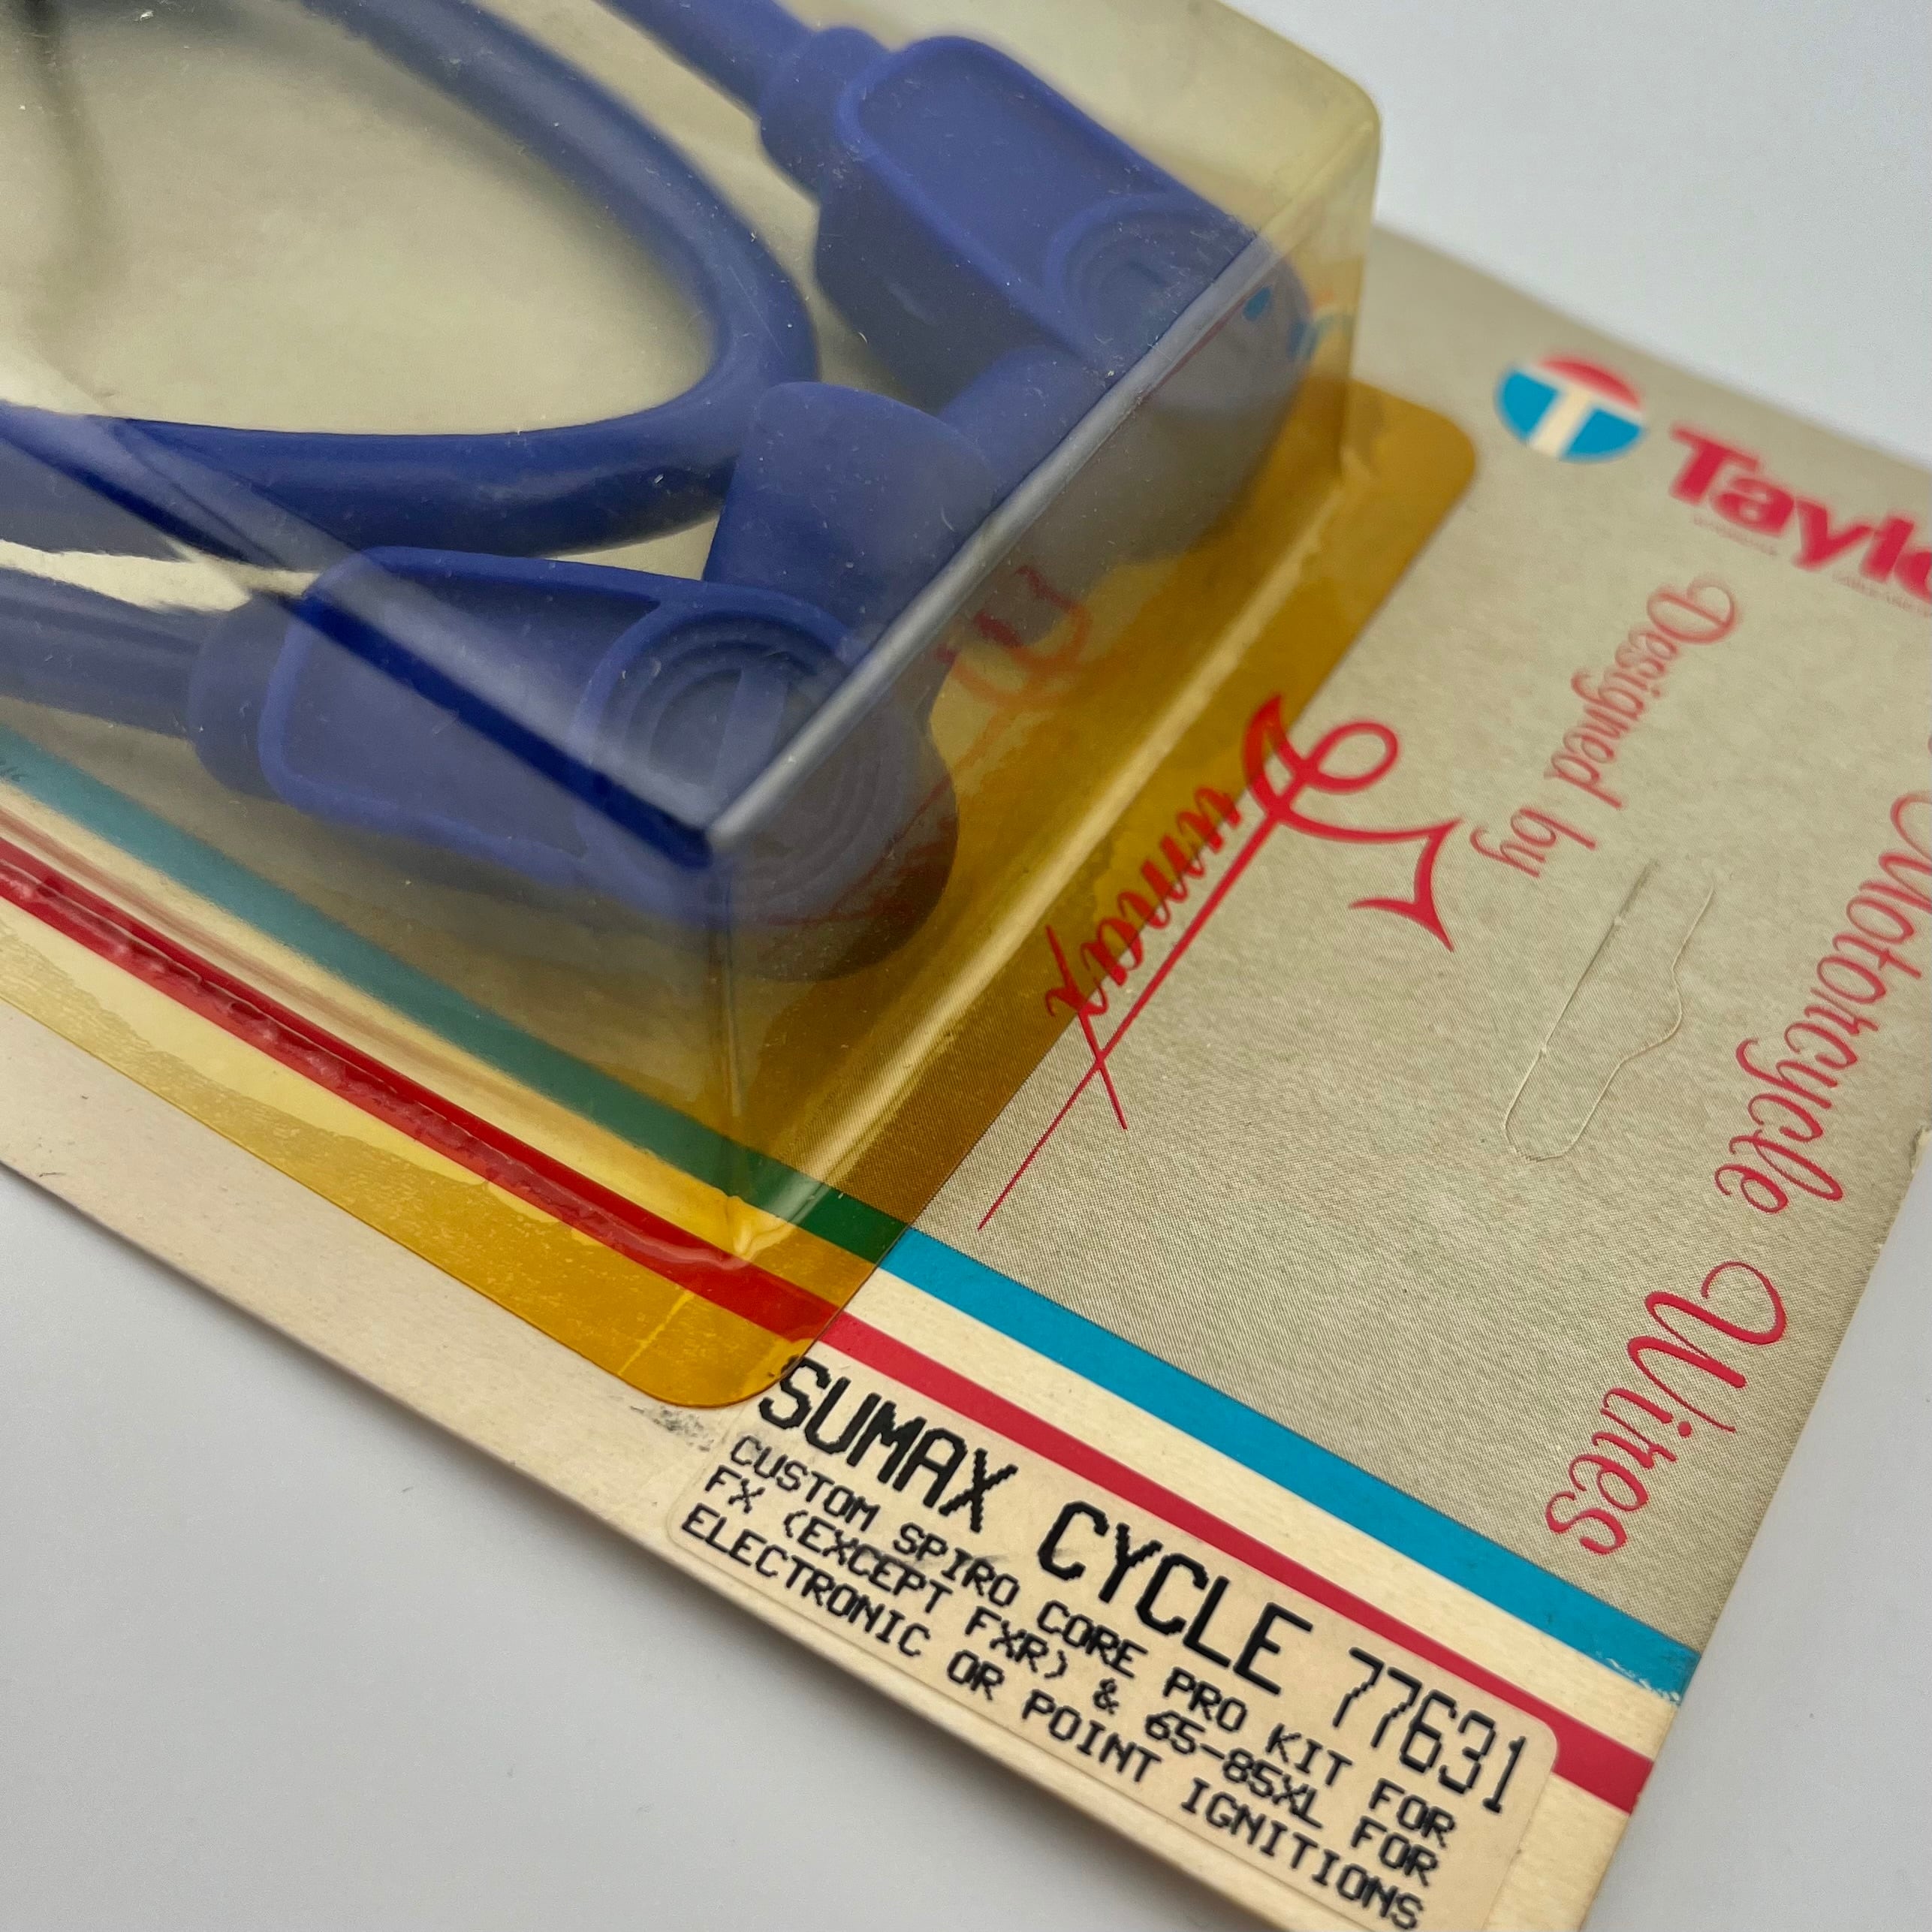 T Taylo
Motorcycle Wires
Designed by
Sumax
SUMAX CYCLE 77631
CUSTOM SPIRO CORE PRO KIT FOR
FX (EXCEPT FXR) & 65-85XL FOR
ELECTRONIC OR POINT IGNITIONS